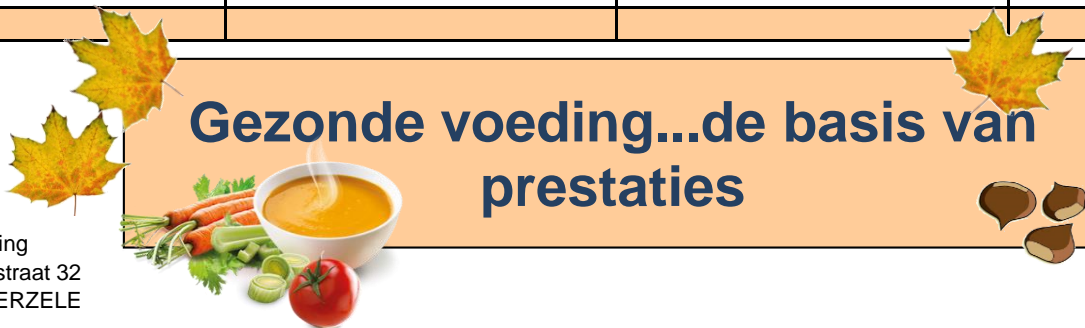 Gezonde voeding...de basis van
prestaties
ing
straat 32
ERZELE